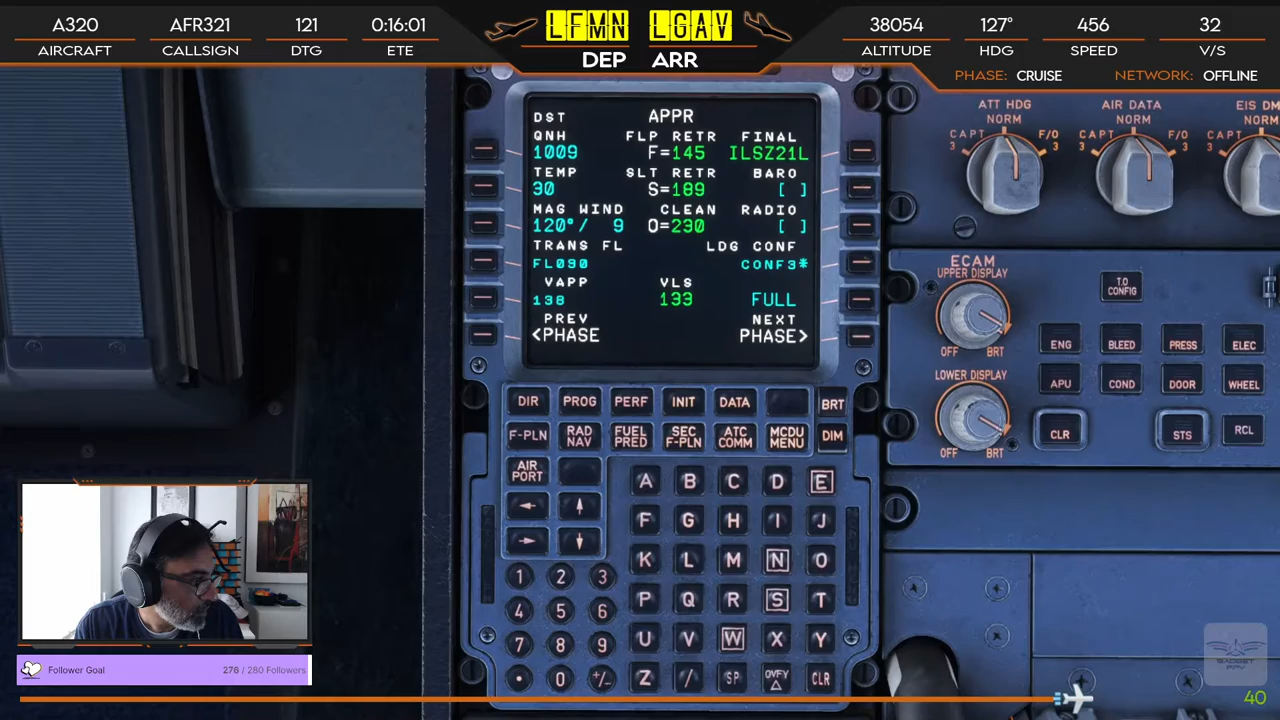 A320
AIRCRAFT
AFR321
CALLSIGN
121
DTG
0:16:01
ETE
LFMN
DEP
LGAV
ARR
38054
ALTITUDE
127°
HDG
456
SPEED
32
V/S
PHASE: CRUISE
NETWORK: OFFLINE
DST APPR
QNH FLP RETR FINAL
1009 F=145 ILSZ21L
TEMP SLT RETR BARO
30 S=189 [ ]
MAG WIND CLEAN RADIO
120°/ 9 O=230 [ ]
TRANS FL LDG CONF
FL090 CONF3*
VAPP VLS
138 133 FULL
PREV NEXT
<PHASE PHASE>
DIR PROG PERF INIT DATA BRT
F-PLN RAD NAV FUEL PRED SEC F-PLN ATC COMM MCDU MENU DIM
AIR PORT
A B C D E
F G H I J
K L M N O
1 2 3
P Q R S T
4 5 6
U V W X Y
7 8 9
Z / SP OVFY CLR
. 0 +/-
ATT HDG
NORM
CAPT 3 F/O 3
AIR DATA
NORM
CAPT 3 F/O 3
EIS DM
NORM
CAPT 3
ECAM
UPPER DISPLAY
OFF BRT
LOWER DISPLAY
OFF BRT
T.O CONFIG
ENG BLEED PRESS ELEC
APU COND DOOR WHEEL
CLR STS RCL
Follower Goal 276 / 280 Followers
GADGET
40